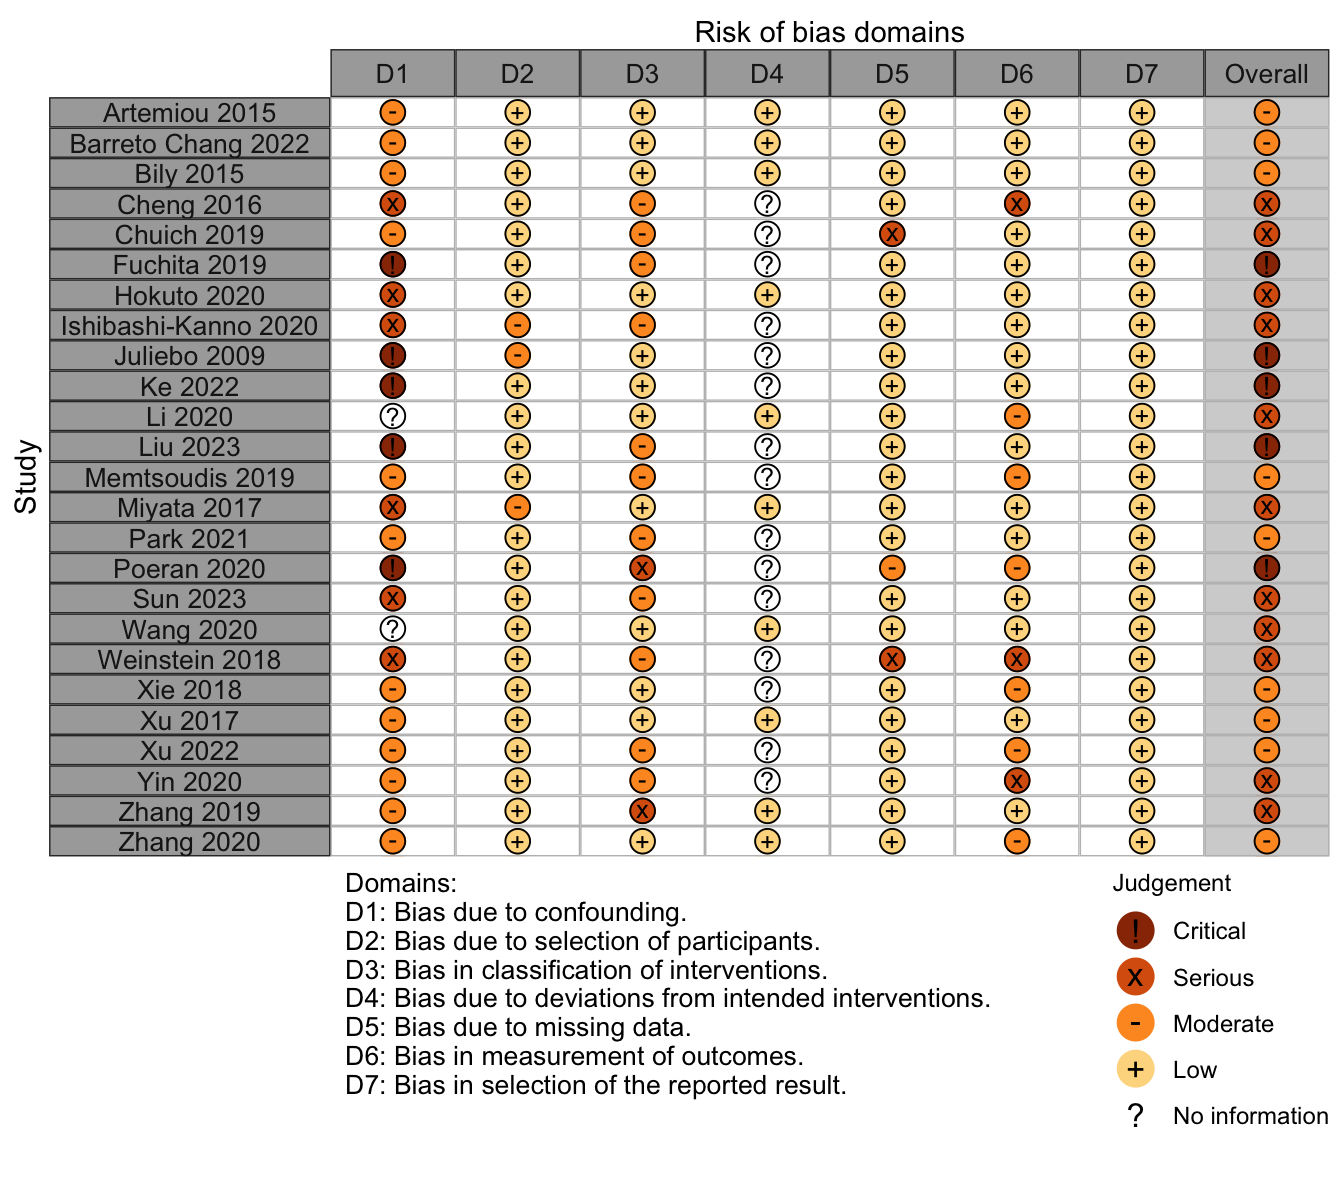 Risk of bias domains
D1 D2 D3 D4 D5 D6 D7 Overall
Study
Artemiou 2015 - + + + + + + -
Barreto Chang 2022 - + + + + + + -
Bily 2015 - + + + + + + -
Cheng 2016 x + - ? + x + x
Chuich 2019 - + - ? x + + x
Fuchita 2019 ! + - ? + + + !
Hokuto 2020 x + + + + + + x
Ishibashi-Kanno 2020 x - - ? + + + x
Juliebo 2009 ! - + ? + + + !
Ke 2022 ! + + ? + + + !
Li 2020 ? + + + + - + x
Liu 2023 ! + - ? + + + !
Memtsoudis 2019 - + - ? + - + -
Miyata 2017 x - + + + + + x
Park 2021 - + - ? + + + -
Poeran 2020 ! + x ? - - + !
Sun 2023 x + - ? + + + x
Wang 2020 ? + + + + + + x
Weinstein 2018 x + - ? x x + x
Xie 2018 - + + ? + - + -
Xu 2017 - + + + + + + -
Xu 2022 - + - ? + - + -
Yin 2020 - + - ? + x + x
Zhang 2019 - + x + + + + x
Zhang 2020 - + + + + - + -
Domains:
D1: Bias due to confounding.
D2: Bias due to selection of participants.
D3: Bias in classification of interventions.
D4: Bias due to deviations from intended interventions.
D5: Bias due to missing data.
D6: Bias in measurement of outcomes.
D7: Bias in selection of the reported result.
Judgement
! Critical
x Serious
- Moderate
+ Low
? No information